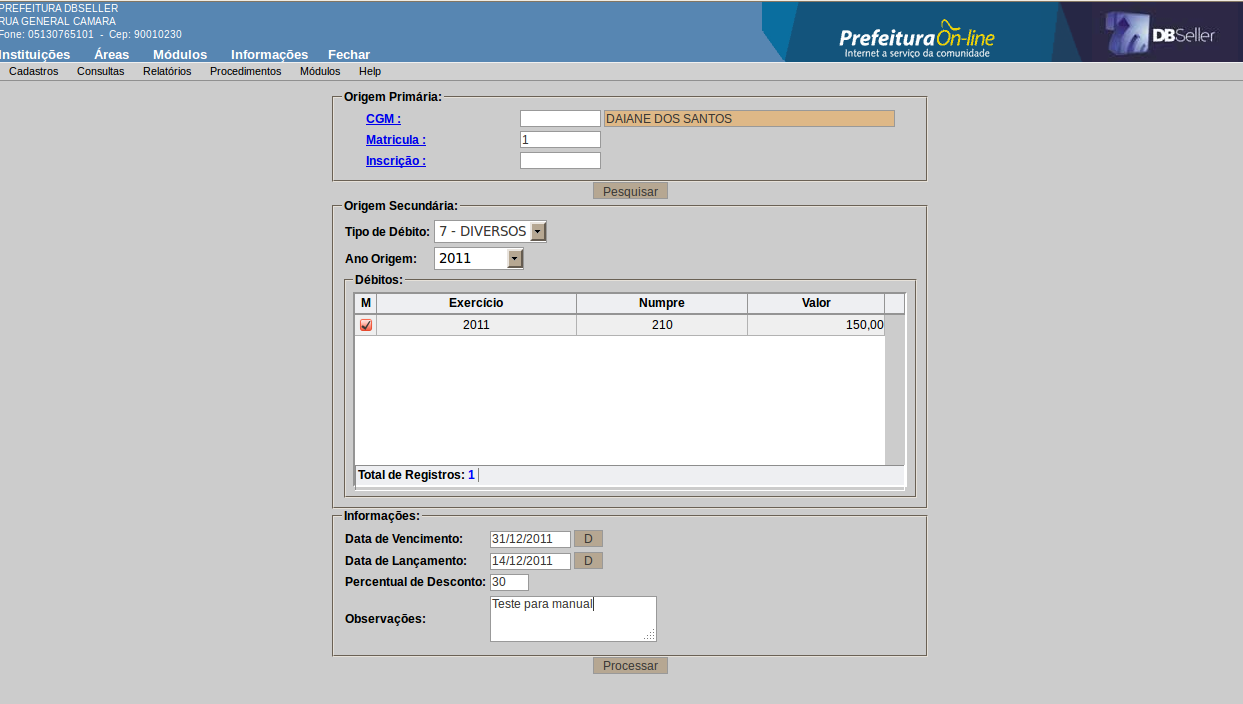 PREFEITURA DBSELLER
RUA GENERAL CAMARA
Fone: 05130765101 - Cep: 90010230
Instituições Áreas Módulos Informações Fechar
PrefeituraOn-line
Internet a serviço da comunidade
DBSeller
Cadastros Consultas Relatórios Procedimentos Módulos Help
Origem Primária:
CGM : DAIANE DOS SANTOS
Matricula : 1
Inscrição :
Pesquisar
Origem Secundária:
Tipo de Débito: 7 - DIVERSOS
Ano Origem: 2011
Débitos:
M Exercício Numpre Valor
2011 210 150,00
Total de Registros: 1
Informações:
Data de Vencimento: 31/12/2011 D
Data de Lançamento: 14/12/2011 D
Percentual de Desconto: 30
Observações: Teste para manual
Processar